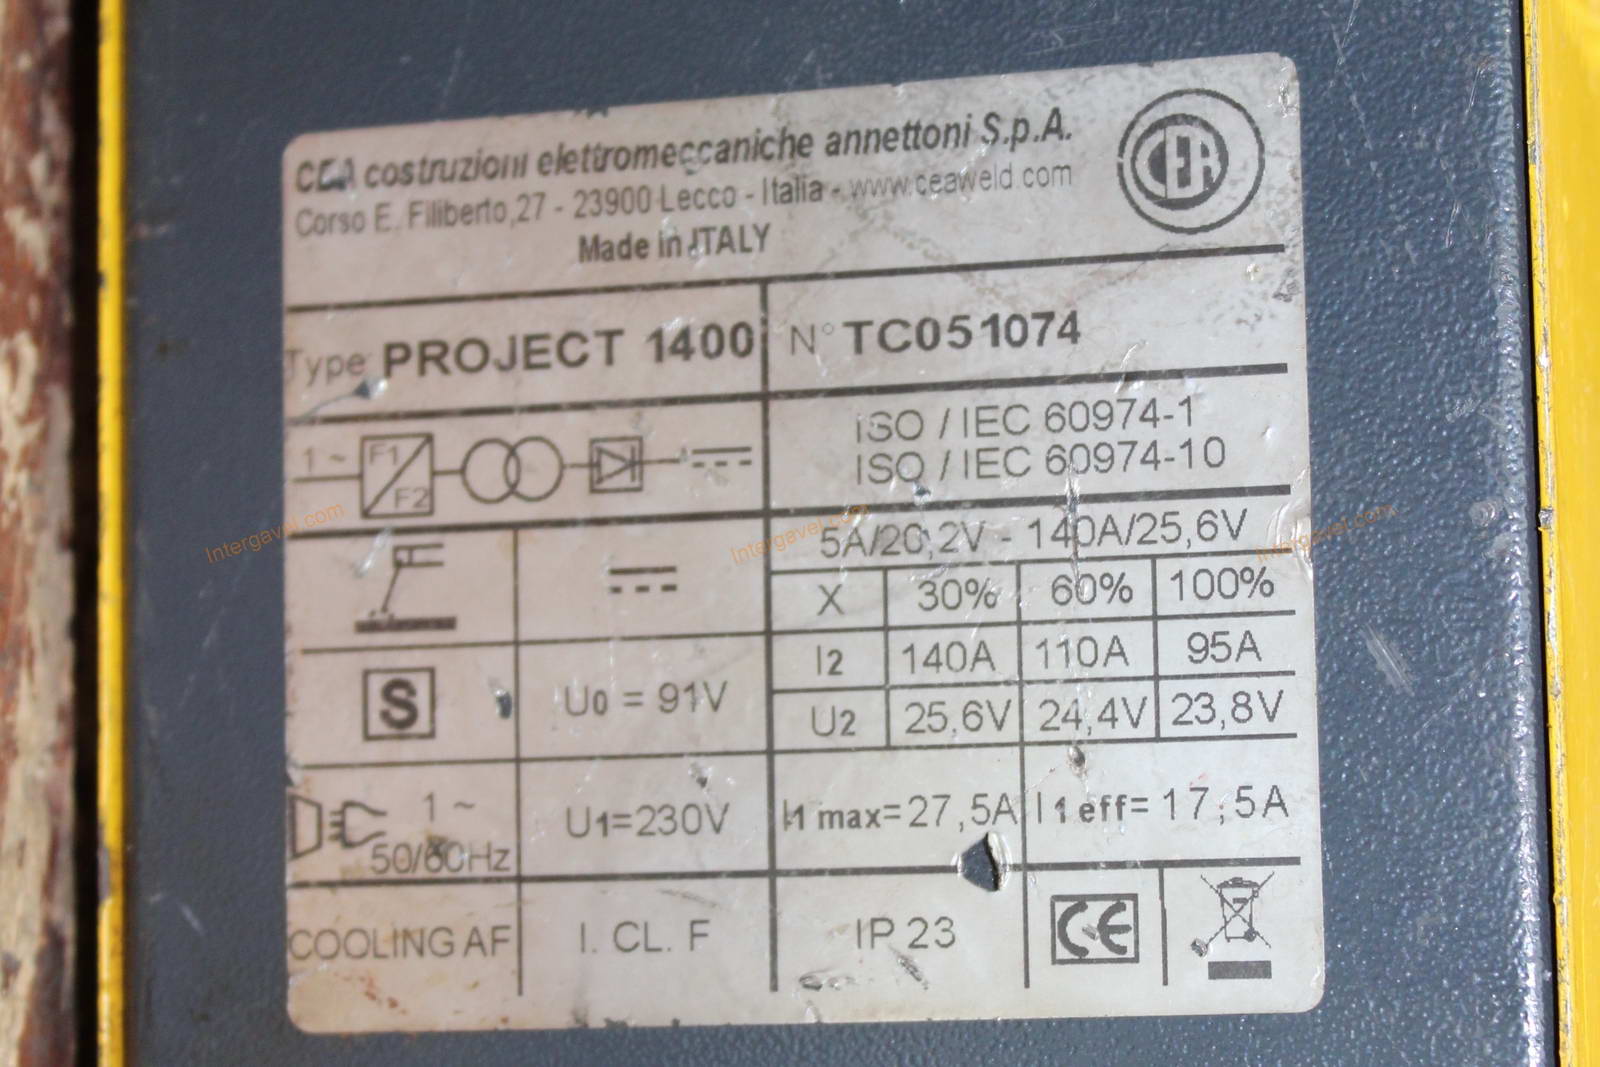 CEA costruzioni elettromeccaniche annettoni S.p.A.
Corso E. Filiberto,27 - 23900 Lecco - Italia - www.ceaweld.com
Made in ITALY
CEA
Type PROJECT 1400
N° TC051074
1 ~ F1 F2
ISO / IEC 60974-1
ISO / IEC 60974-10
5A/20,2V - 140A/25,6V
X 30% 60% 100%
I2 140A 110A 95A
U2 25,6V 24,4V 23,8V
S
U0 = 91V
1 ~
50/60Hz
U1=230V
I1 max=27,5A
I1 eff=17,5A
COOLING AF
I. CL. F
IP 23
CE
Intergavel.com
Intergavel.com
Intergavel.com